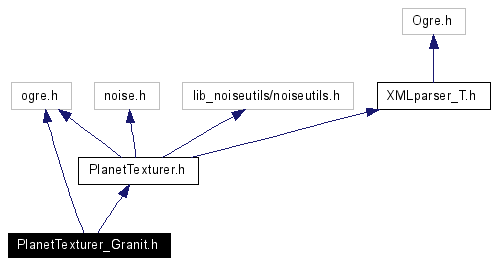 Ogre.h
ogre.h
noise.h
lib_noiseutils/noiseutils.h
XMLparser_T.h
PlanetTexturer.h
PlanetTexturer_Granit.h